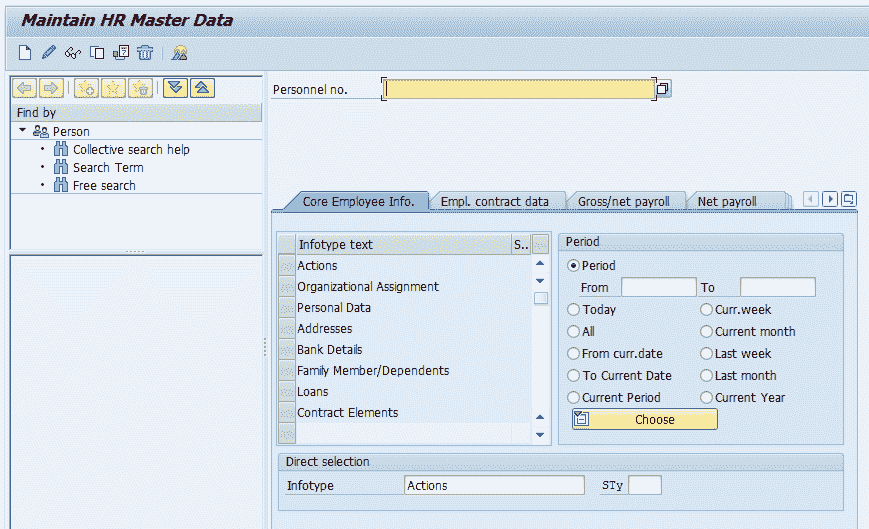 Maintain HR Master Data
Personnel no.
Find by
Person
Collective search help
Search Term
Free search
Core Employee Info.
Empl. contract data
Gross/net payroll
Net payroll
Infotype text
S..
Actions
Organizational Assignment
Personal Data
Addresses
Bank Details
Family Member/Dependents
Loans
Contract Elements
Period
Period
From
To
Today
Curr.week
All
Current month
From curr.date
Last week
To Current Date
Last month
Current Period
Current Year
Choose
Direct selection
Infotype
Actions
STy